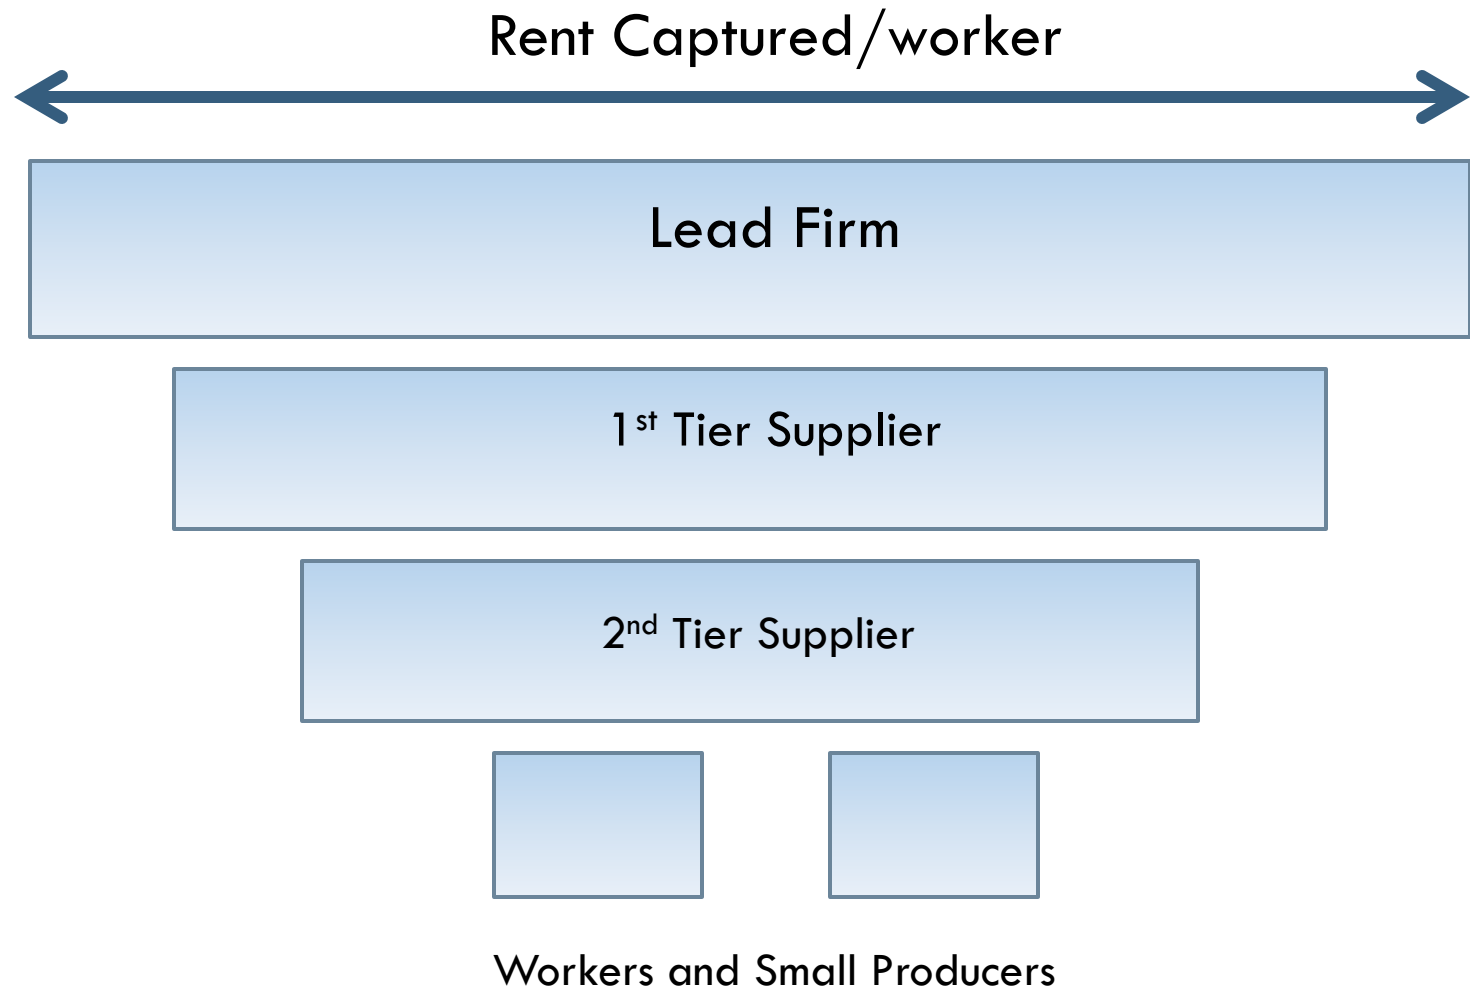 Rent Captured/worker
Lead Firm
1st Tier Supplier
2nd Tier Supplier
Workers and Small Producers